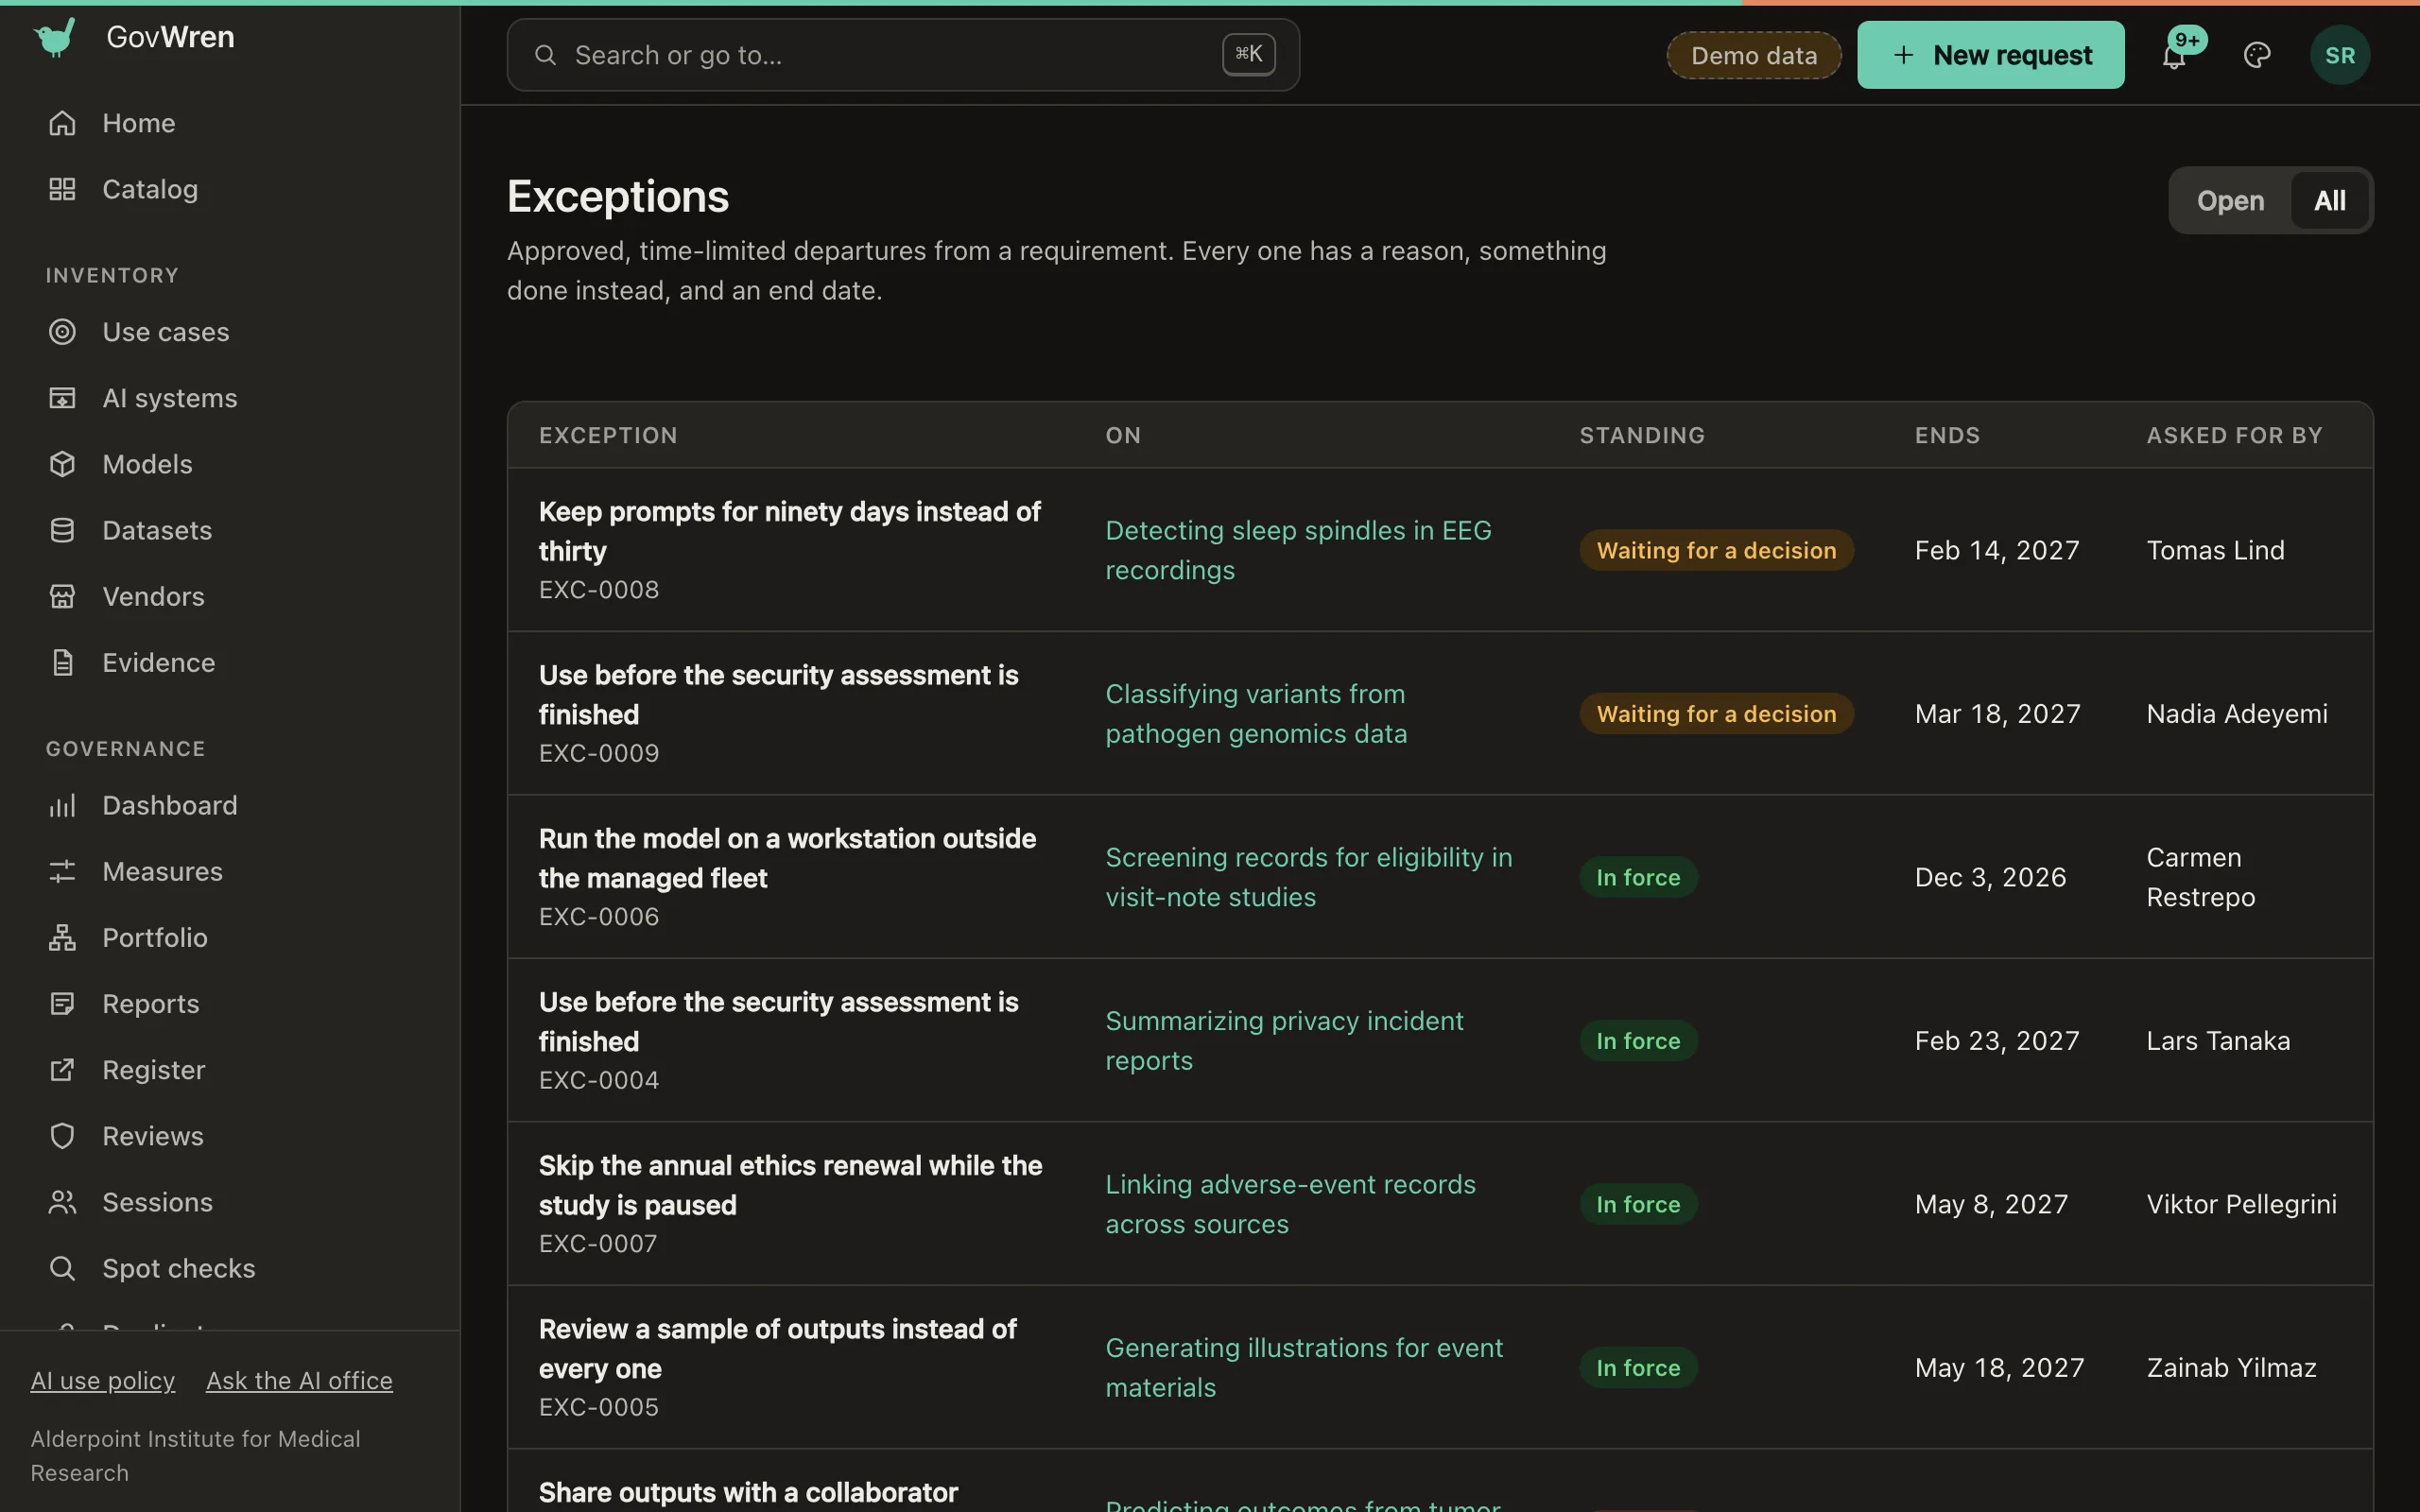 GovWren
Search or go to...
⌘K
Demo data
+ New request
9+
SR
Home
Catalog
INVENTORY
Use cases
AI systems
Models
Datasets
Vendors
Evidence
GOVERNANCE
Dashboard
Measures
Portfolio
Reports
Register
Reviews
Sessions
Spot checks
AI use policy
Ask the AI office
Alderpoint Institute for Medical
Research
Exceptions
Open
All
Approved, time-limited departures from a requirement. Every one has a reason, something
done instead, and an end date.
EXCEPTION
ON
STANDING
ENDS
ASKED FOR BY
Keep prompts for ninety days instead of
thirty
EXC-0008
Detecting sleep spindles in EEG
recordings
Waiting for a decision
Feb 14, 2027
Tomas Lind
Use before the security assessment is
finished
EXC-0009
Classifying variants from
pathogen genomics data
Waiting for a decision
Mar 18, 2027
Nadia Adeyemi
Run the model on a workstation outside
the managed fleet
EXC-0006
Screening records for eligibility in
visit-note studies
In force
Dec 3, 2026
Carmen
Restrepo
Use before the security assessment is
finished
EXC-0004
Summarizing privacy incident
reports
In force
Feb 23, 2027
Lars Tanaka
Skip the annual ethics renewal while the
study is paused
EXC-0007
Linking adverse-event records
across sources
In force
May 8, 2027
Viktor Pellegrini
Review a sample of outputs instead of
every one
EXC-0005
Generating illustrations for event
materials
In force
May 18, 2027
Zainab Yilmaz
Share outputs with a collaborator
Predicting outcomes from tumor